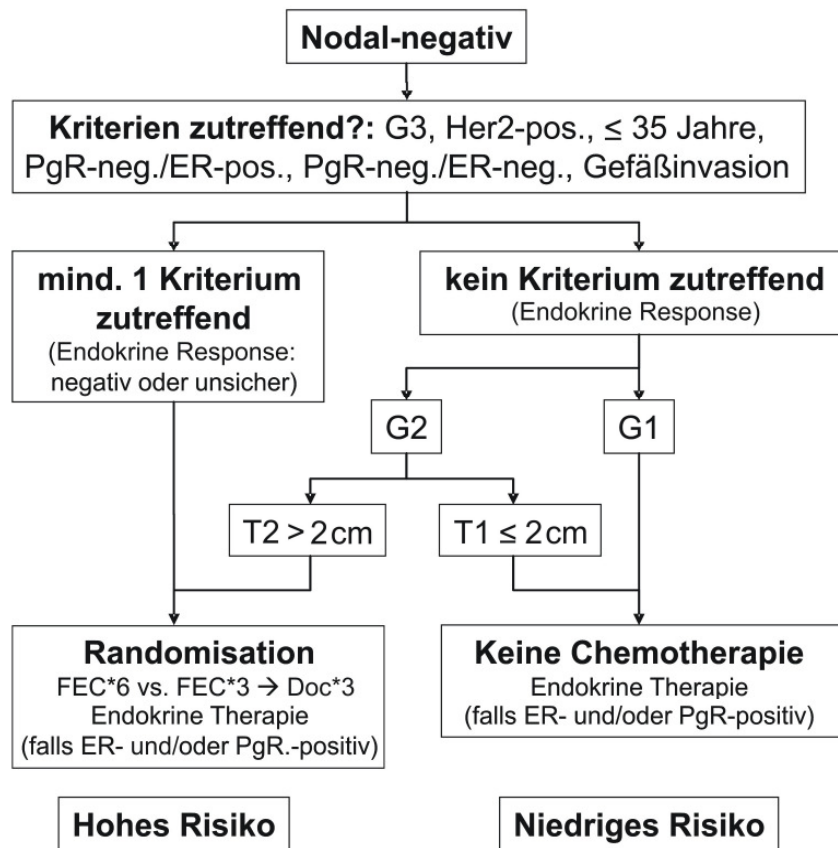 Nodal-negativ
Kriterien zutreffend?: G3, Her2-pos., ≤ 35 Jahre,
PgR-neg./ER-pos., PgR-neg./ER-neg., Gefäßinvasion
mind. 1 Kriterium
zutreffend
(Endokrine Response:
negativ oder unsicher)
kein Kriterium zutreffend
(Endokrine Response)
G2
G1
T2 > 2 cm
T1 ≤ 2 cm
Randomisation
FEC*6 vs. FEC*3 → Doc*3
Endokrine Therapie
(falls ER- und/oder PgR.-positiv)
Keine Chemotherapie
Endokrine Therapie
(falls ER- und/oder PgR-positiv)
Hohes Risiko
Niedriges Risiko